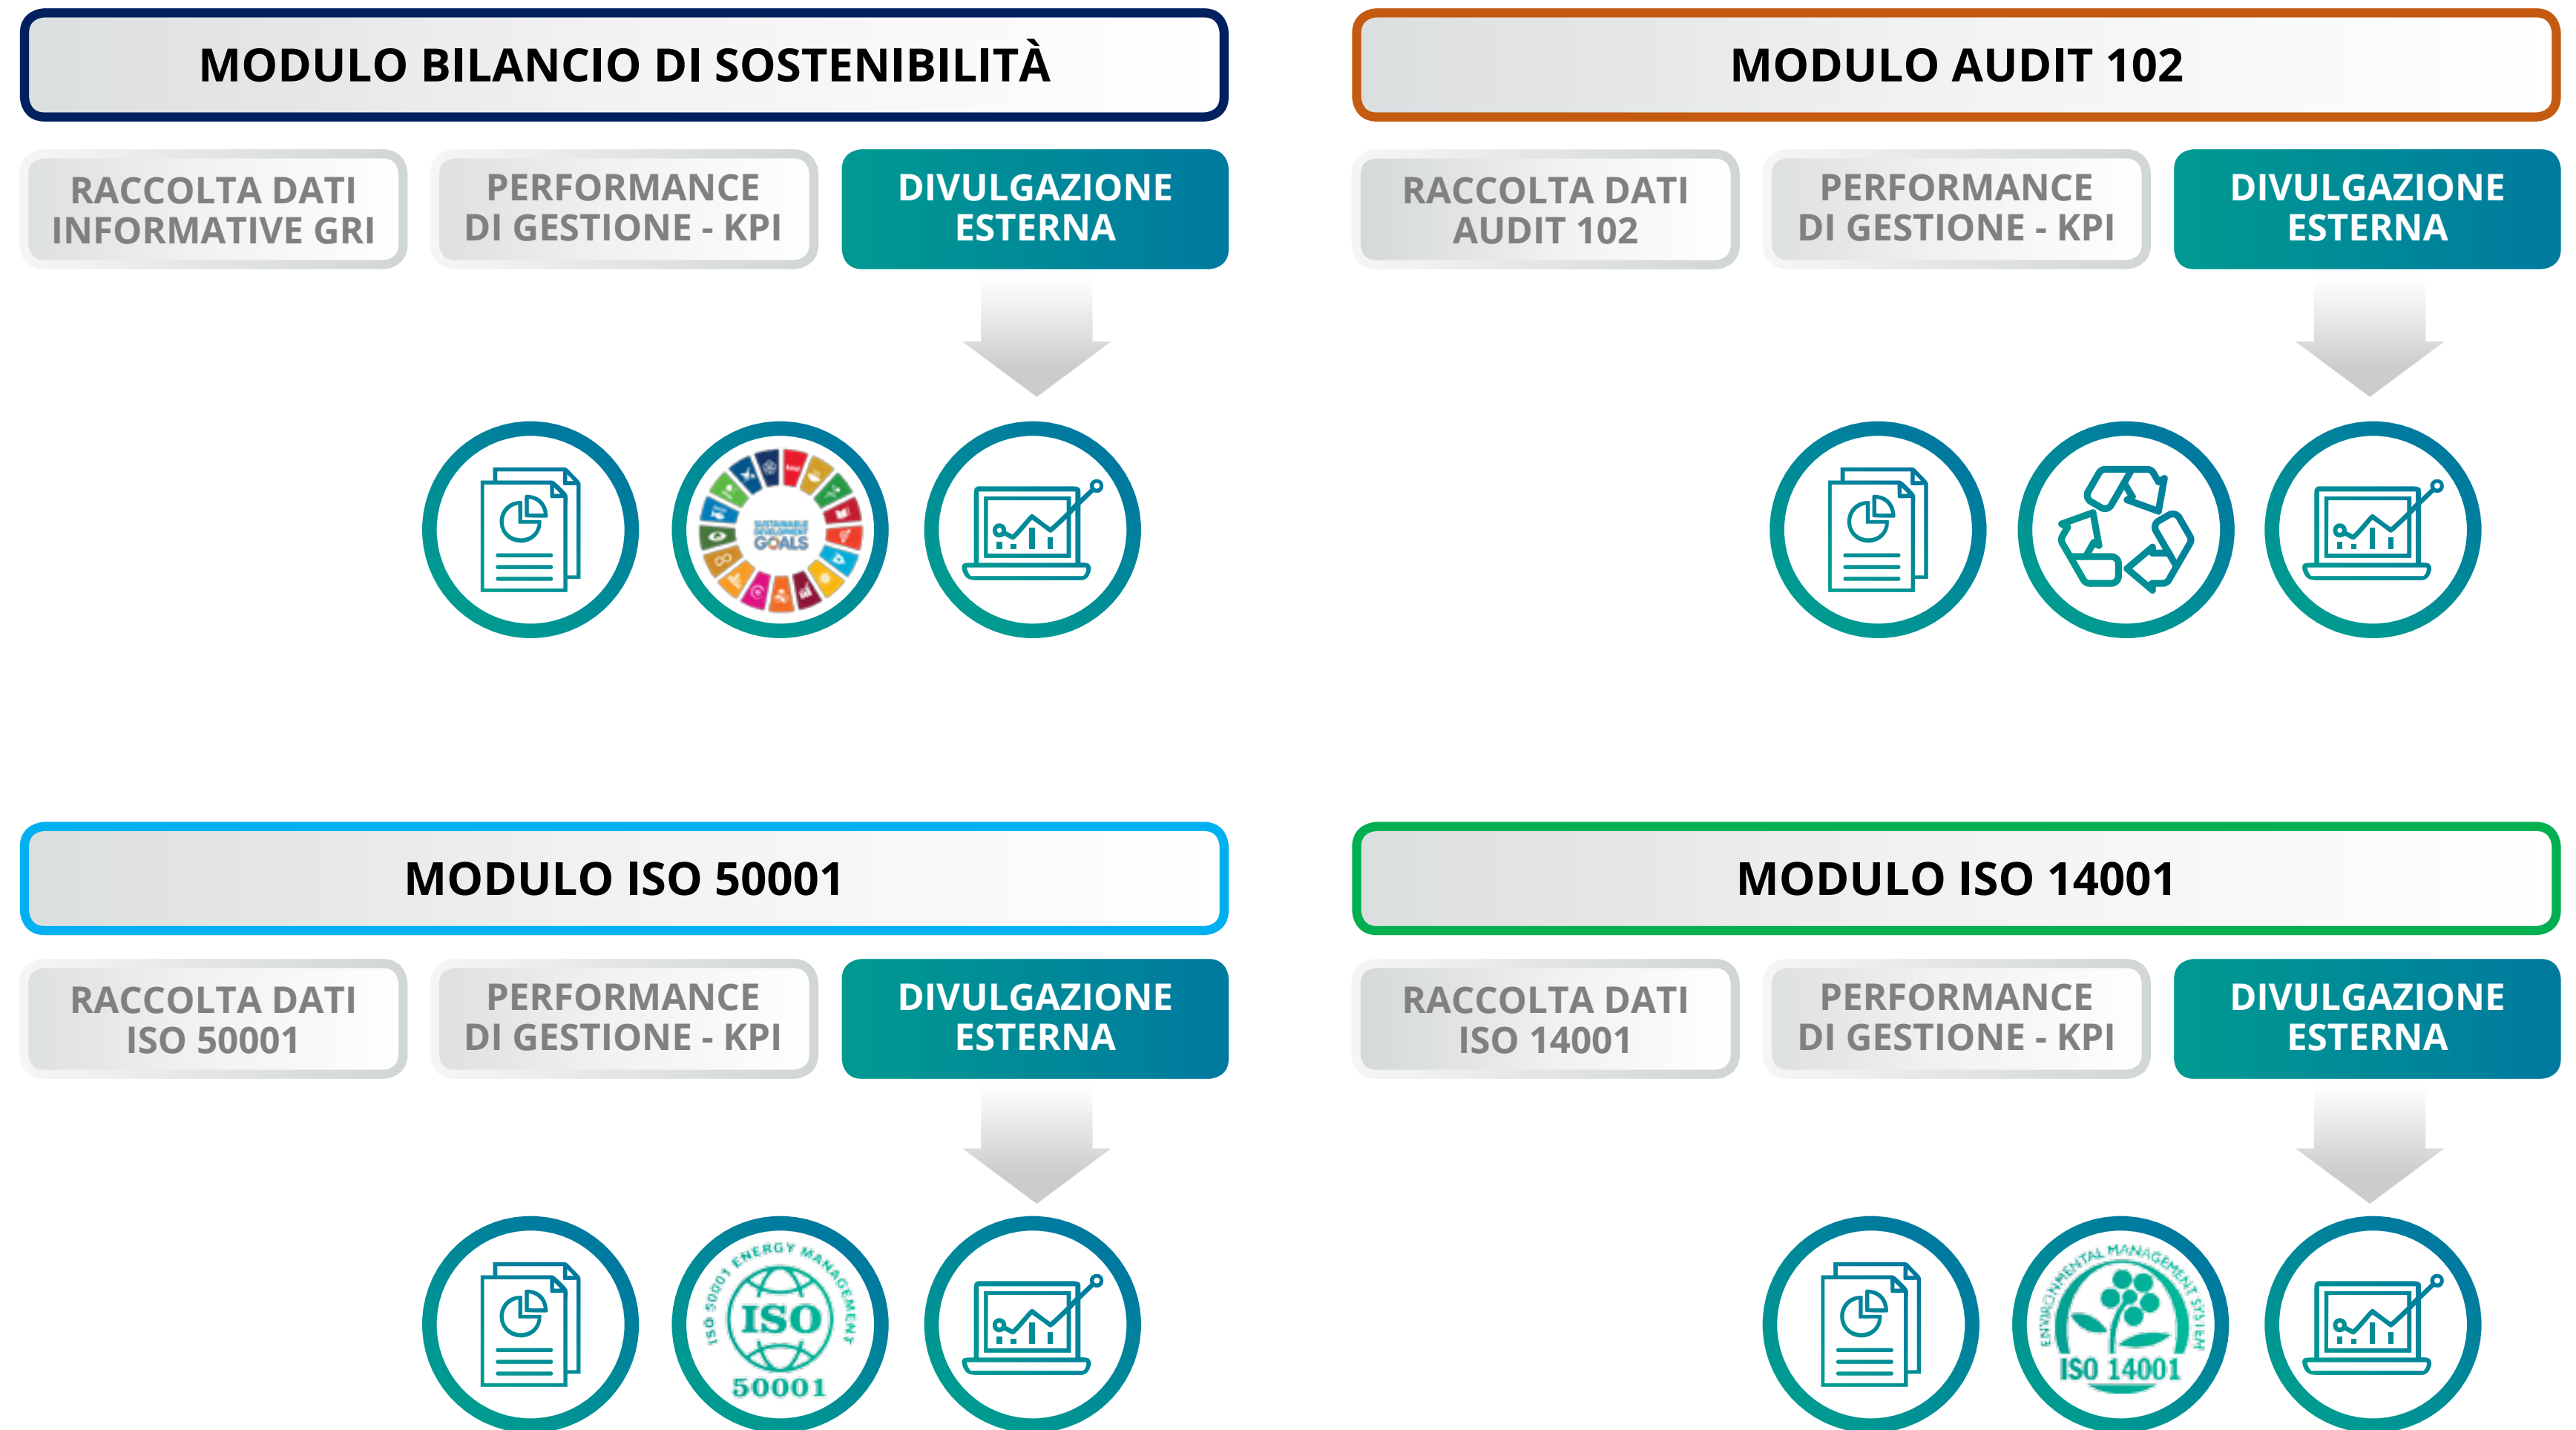 MODULO BILANCIO DI SOSTENIBILITÀ
RACCOLTA DATI
INFORMATIVE GRI
PERFORMANCE
DI GESTIONE - KPI
DIVULGAZIONE
ESTERNA
SUSTAINABLE
DEVELOPMENT
GOALS
MODULO AUDIT 102
RACCOLTA DATI
AUDIT 102
PERFORMANCE
DI GESTIONE - KPI
DIVULGAZIONE
ESTERNA
MODULO ISO 50001
RACCOLTA DATI
ISO 50001
PERFORMANCE
DI GESTIONE - KPI
DIVULGAZIONE
ESTERNA
ISO 50001 ENERGY MANAGEMENT
ISO
50001
MODULO ISO 14001
RACCOLTA DATI
ISO 14001
PERFORMANCE
DI GESTIONE - KPI
DIVULGAZIONE
ESTERNA
ENVIRONMENTAL MANAGEMENT SYSTEM
ISO 14001